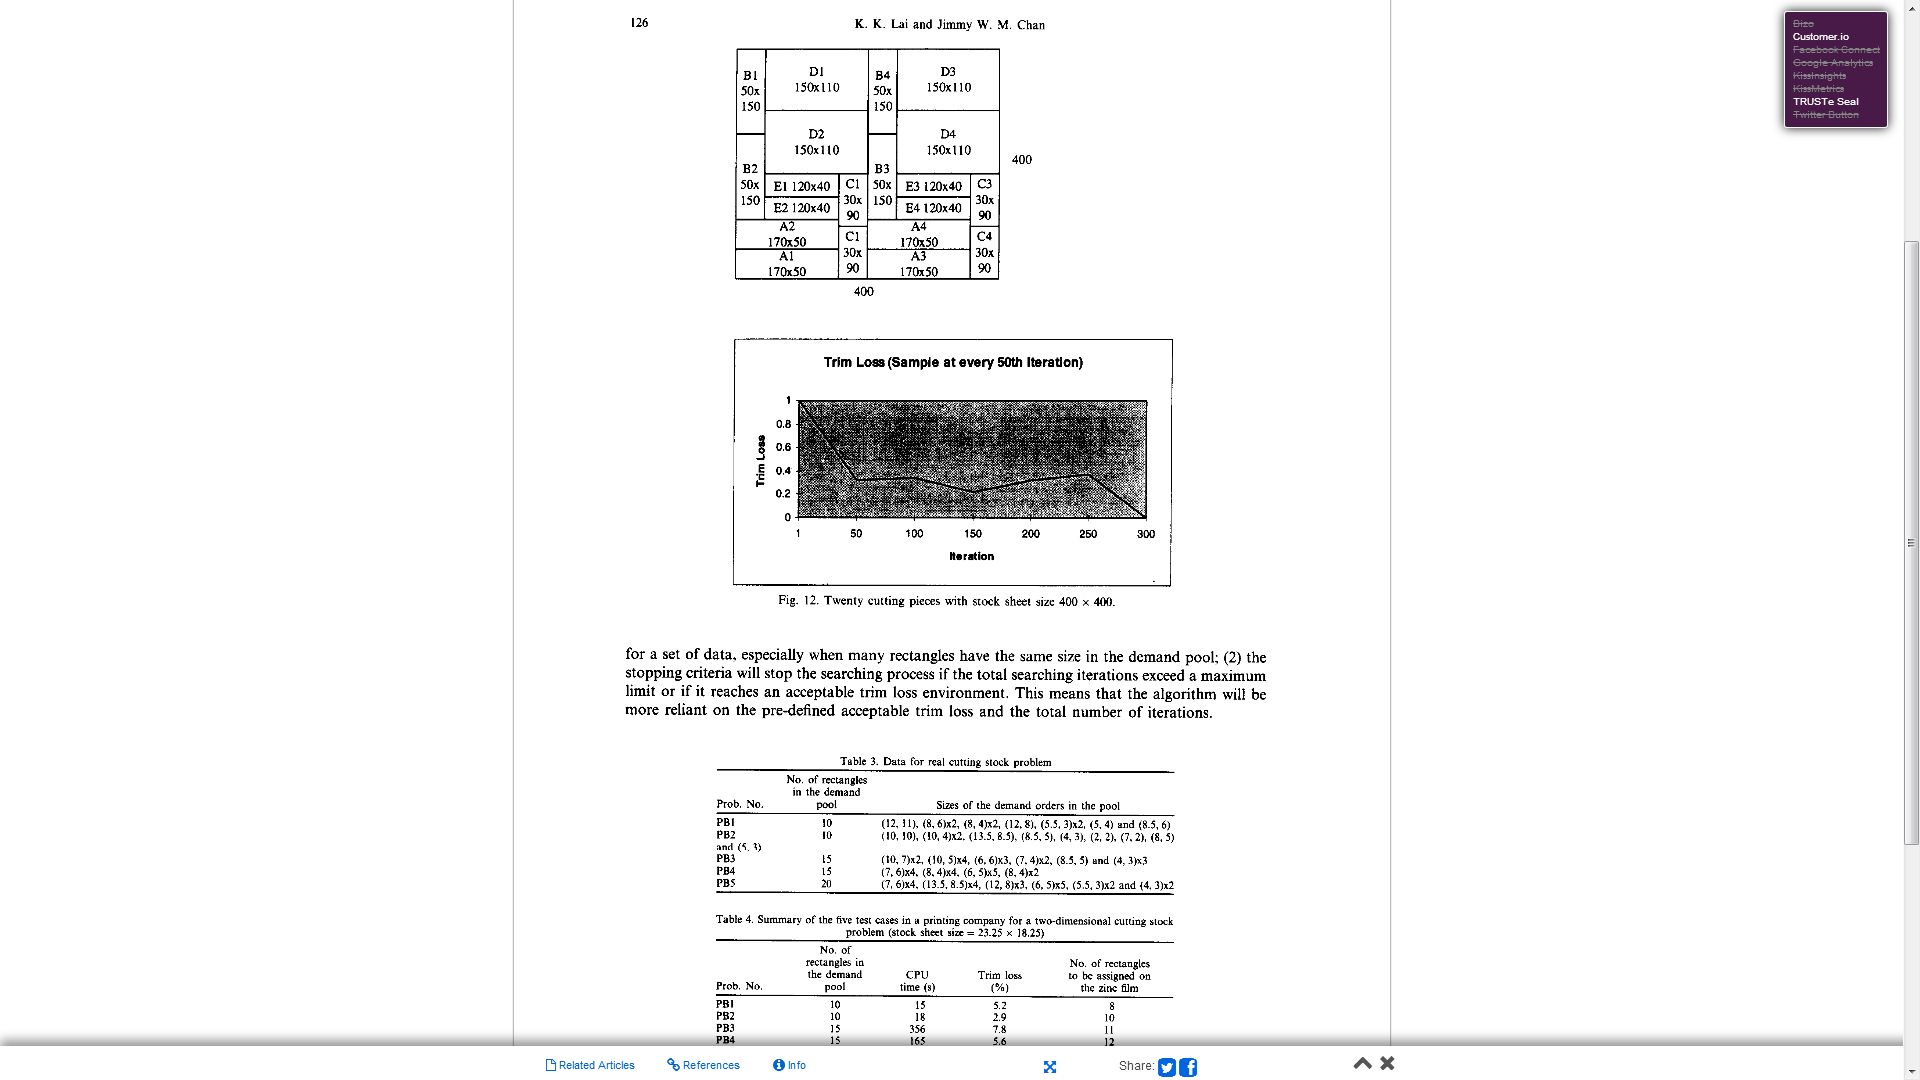 126
K. K. Lai and Jimmy W. M. Chan
B1
50x
150
D1
150x110
B4
50x
150
D3
150x110
D2
150x110
D4
150x110
400
B2
50x
150
B3
50x
150
E1 120x40
C1
30x
90
E3 120x40
C3
30x
90
E2 120x40
E4 120x40
A2
170x50
C1
30x
90
A4
170x50
C4
30x
90
A1
170x50
A3
170x50
400
Trim Loss (Sample at every 50th Iteration)
Trim Loss
1
0.8
0.6
0.4
0.2
0
1 50 100 150 200 250 300
Iteration
Fig. 12. Twenty cutting pieces with stock sheet size 400 × 400.
for a set of data, especially when many rectangles have the same size in the demand pool; (2) the
stopping criteria will stop the searching process if the total searching iterations exceed a maximum
limit or if it reaches an acceptable trim loss environment. This means that the algorithm will be
more reliant on the pre-defined acceptable trim loss and the total number of iterations.
Table 3. Data for real cutting stock problem
No. of rectangles
in the demand
Prob. No. pool Sizes of the demand orders in the pool
PB1 10 (12, 11), (8, 6)x2, (8, 4)x2, (12, 8), (5.5, 3)x2, (5, 4) and (8.5, 6)
PB2 10 (10, 10), (10, 4)x2, (13.5, 8.5), (8.5, 5), (4, 3), (2, 2), (7, 2), (8, 5)
and (5, 3)
PB3 15 (10, 7)x2, (10, 5)x4, (6, 6)x3, (7, 4)x2, (8.5, 5) and (4, 3)x3
PB4 15 (7, 6)x4, (8, 4)x4, (6, 5)x5, (8, 4)x2
PB5 20 (7, 6)x4, (13.5, 8.5)x4, (12, 8)x3, (6, 5)x5, (5.5, 3)x2 and (4, 3)x2
Table 4. Summary of the five test cases in a printing company for a two-dimensional cutting stock
problem (stock sheet size = 23.25 × 18.25)
No. of
rectangles in
the demand
pool
Prob. No.
CPU
time (s)
Trim loss
(%)
No. of rectangles
to be assigned on
the zinc film
PB1 10 15 5.2 8
PB2 10 18 2.9 10
PB3 15 356 7.8 11
PB4 15 165 5.6 12
Related Articles References Info Share:
Bizo
Customer.io
Facebook Connect
Google Analytics
KissInsights
KissMetrics
TRUSTe Seal
Twitter Button